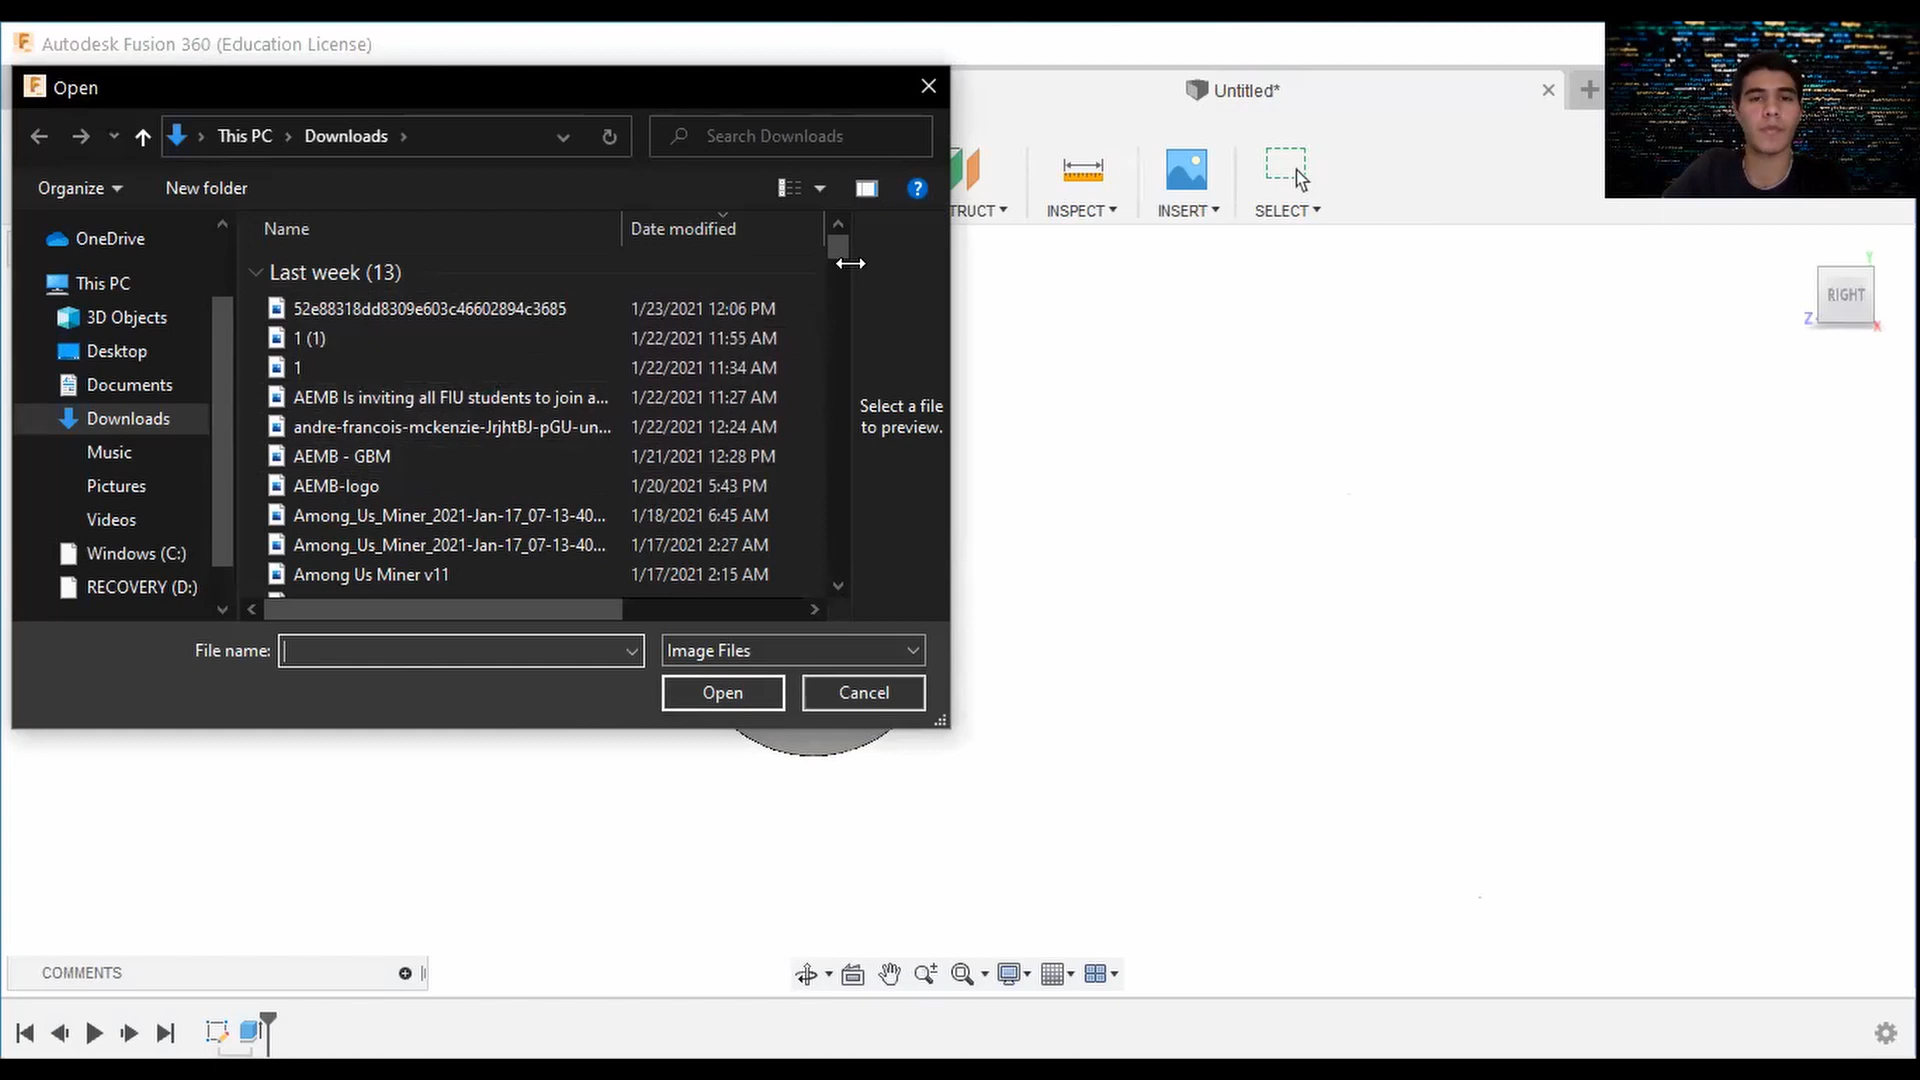 Autodesk Fusion 360 (Education License)
Open
Untitled*
This PC
Downloads
Search Downloads
Organize
New folder
TRUCT
INSPECT
INSERT
SELECT
OneDrive
This PC
3D Objects
Desktop
Documents
Downloads
Music
Pictures
Videos
Windows (C:)
RECOVERY (D:)
Name
Date modified
Last week (13)
52e88318dd8309e603c46602894c3685 1/23/2021 12:06 PM
1 (1) 1/22/2021 11:55 AM
1 1/22/2021 11:34 AM
AEMB Is inviting all FIU students to join a... 1/22/2021 11:27 AM
andre-francois-mckenzie-JrjhtBJ-pGU-un... 1/22/2021 12:24 AM
AEMB - GBM 1/21/2021 12:28 PM
AEMB-logo 1/20/2021 5:43 PM
Among_Us_Miner_2021-Jan-17_07-13-40... 1/18/2021 6:45 AM
Among_Us_Miner_2021-Jan-17_07-13-40... 1/17/2021 2:27 AM
Among Us Miner v11 1/17/2021 2:15 AM
Select a file
to preview.
File name:
Image Files
Open
Cancel
Y
RIGHT
Z
X
COMMENTS